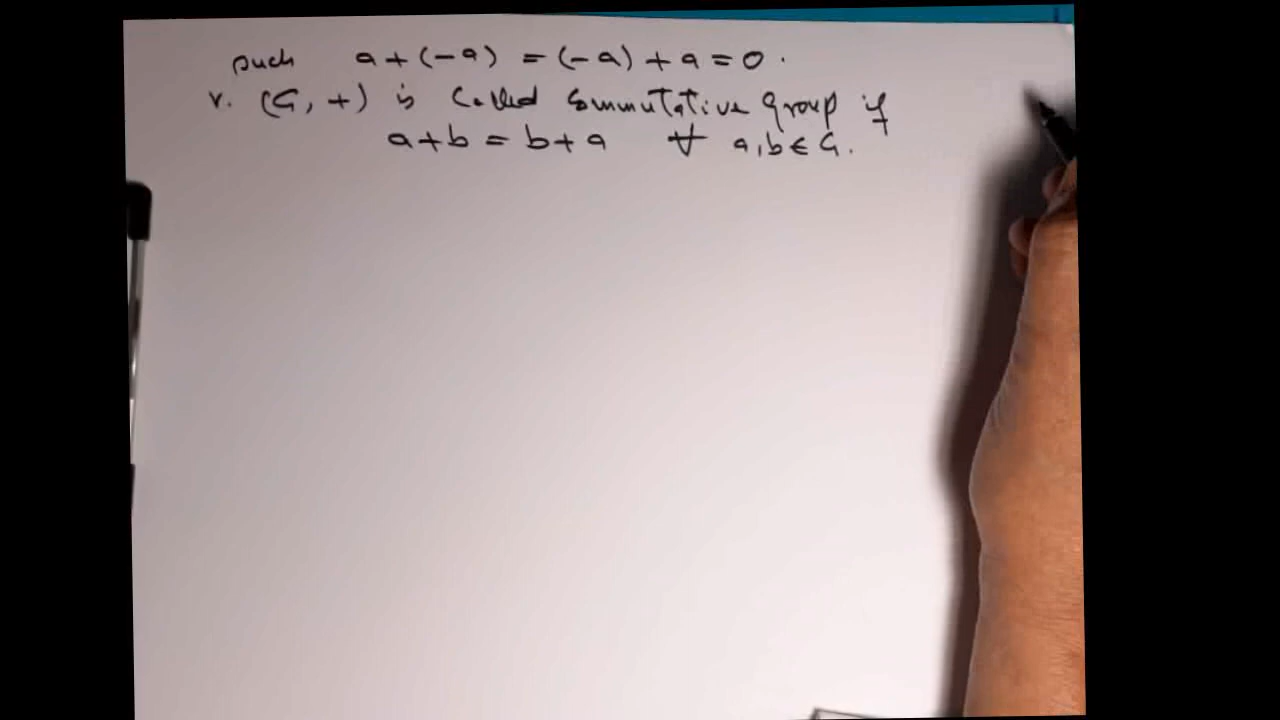 such a + (-a) = (-a) + a = 0.
v. (G, +) is called commutative group if
a + b = b + a ∀ a, b ∈ G.